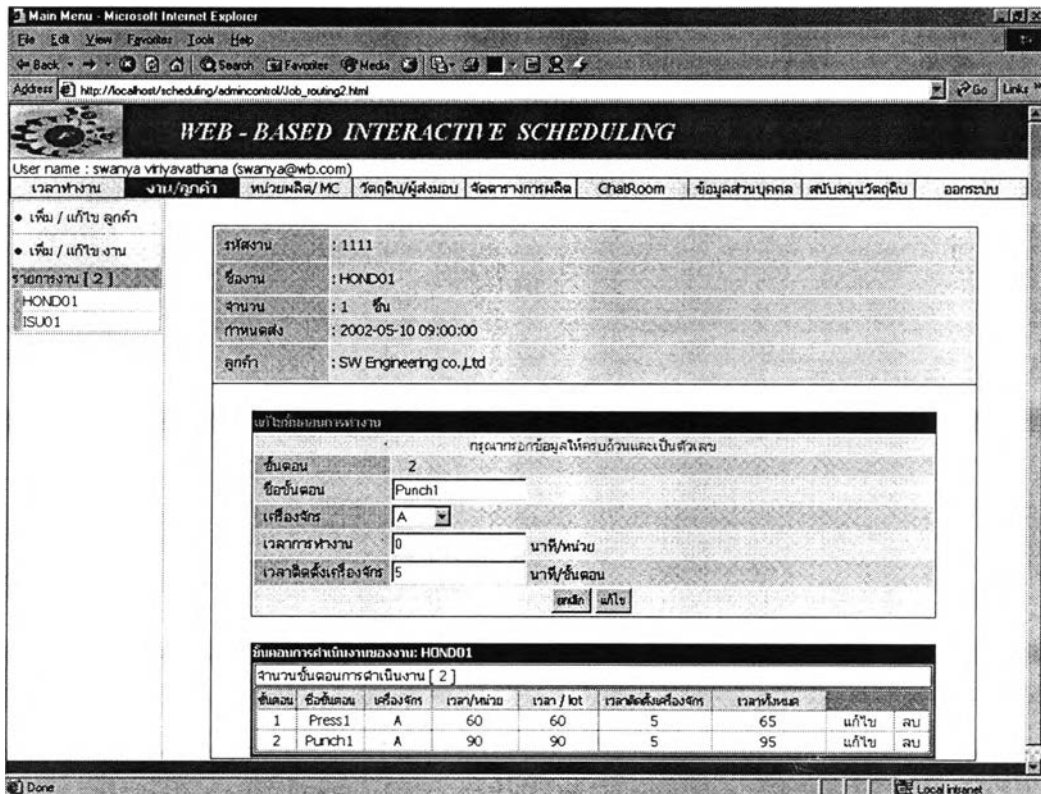 Main Menu - Microsoft Internet Explorer
File Edit View Favorites Tools Help
Back Search Favorites Media
Address http://localhost/scheduling/admincontrol/Job_routing2.html Go Links
WEB - BASED INTERACTIVE SCHEDULING
User name : swanya viriyavathana (swanya@wb.com)
เวลาทำงาน งาน/ลูกค้า หน่วยผลิต/ MC วัตถุดิบ/ผู้ส่งมอบ จัดตารางการผลิต ChatRoom ข้อมูลส่วนบุคคล สนับสนุนวัตถุดิบ ออกระบบ
เพิ่ม / แก้ไข ลูกค้า
เพิ่ม / แก้ไข งาน
รายการงาน [ 2 ]
HOND01
ISU01
รหัสงาน : 1111
ชื่องาน : HOND01
จำนวน : 1 ชิ้น
กำหนดส่ง : 2002-05-10 09:00:00
ลูกค้า : SW Engineering co.,Ltd
แก้ไขขั้นตอนการทำงาน
กรุณากรอกข้อมูลให้ครบถ้วนและเป็นตัวเลข
ขั้นตอน 2
ชื่อขั้นตอน Punch1
เครื่องจักร A
เวลาการทำงาน 0 นาที/หน่วย
เวลาติดตั้งเครื่องจักร 5 นาที/ขั้นตอน
ยกเลิก แก้ไข
ขั้นตอนการดำเนินงานของงาน: HOND01
จำนวนขั้นตอนการดำเนินงาน [ 2 ]
ขั้นตอน ชื่อขั้นตอน เครื่องจักร เวลา/หน่วย เวลา / lot เวลาติดตั้งเครื่องจักร เวลาทั้งหมด
1 Press1 A 60 60 5 65 แก้ไข ลบ
2 Punch1 A 90 90 5 95 แก้ไข ลบ
Done Local intranet